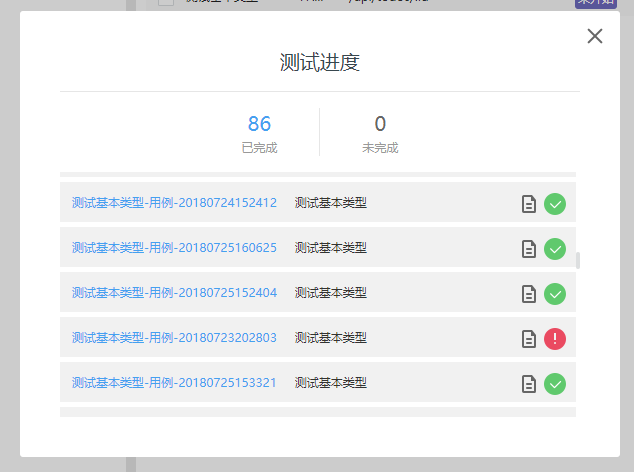 测试进度
86 0
已完成 未完成
测试基本类型-用例-20180724152412 测试基本类型
测试基本类型-用例-20180725160625 测试基本类型
测试基本类型-用例-20180725152404 测试基本类型
测试基本类型-用例-20180723202803 测试基本类型
测试基本类型-用例-20180725153321 测试基本类型